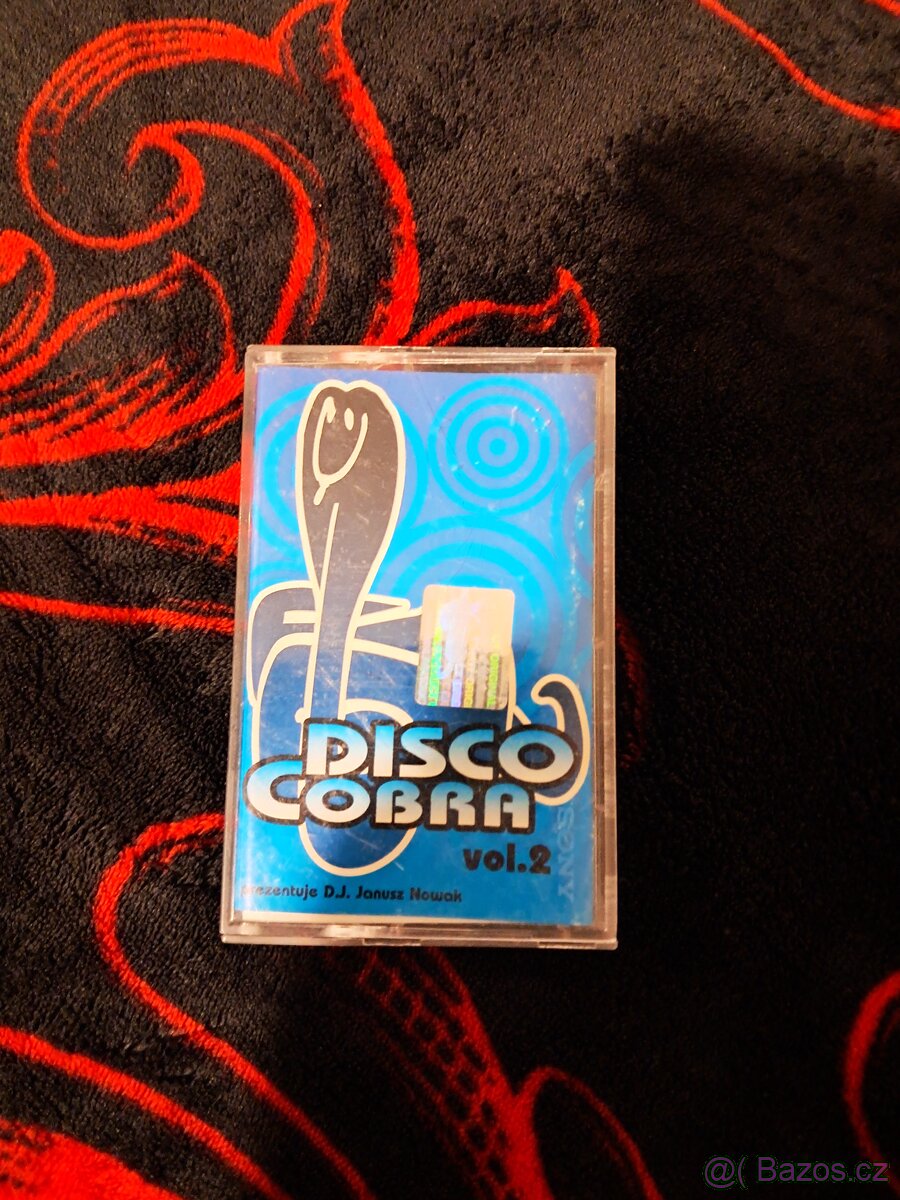 DISCO
COBRA
vol.2
prezentuje D.J. Janusz Nowak
SONY
@( Bazos.cz